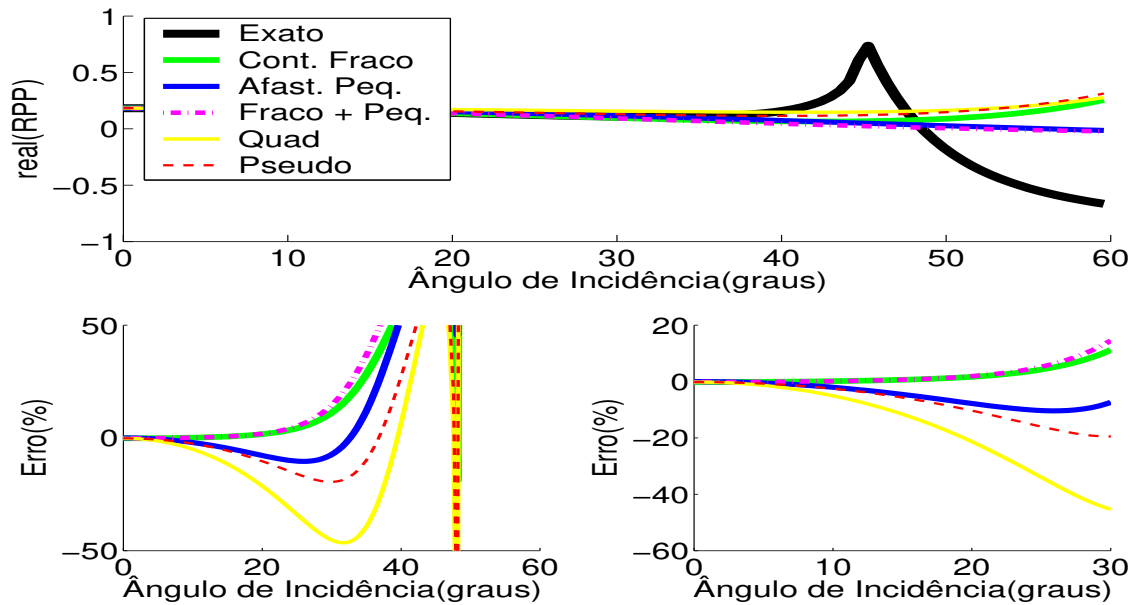 1
0.5
0
−0.5
−1
real(RPP)
Exato
Cont. Fraco
Afast. Peq.
Fraco + Peq.
Quad
Pseudo
0 10 20 30 40 50 60
Ângulo de Incidência(graus)
50
0
−50
Erro(%)
0 20 40 60
Ângulo de Incidência(graus)
20
0
−20
−40
−60
Erro(%)
0 10 20 30
Ângulo de Incidência(graus)